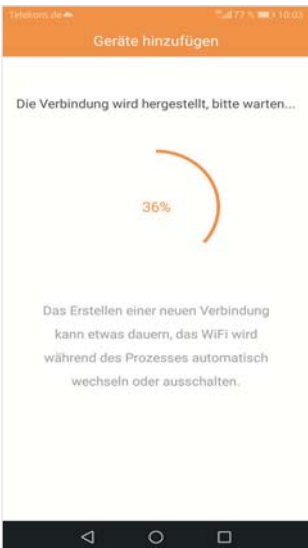 Telekom.de 77 % 10:03
Geräte hinzufügen
Die Verbindung wird hergestellt, bitte warten...
36%
Das Erstellen einer neuen Verbindung
kann etwas dauern, das WiFi wird
während des Prozesses automatisch
wechseln oder ausschalten.